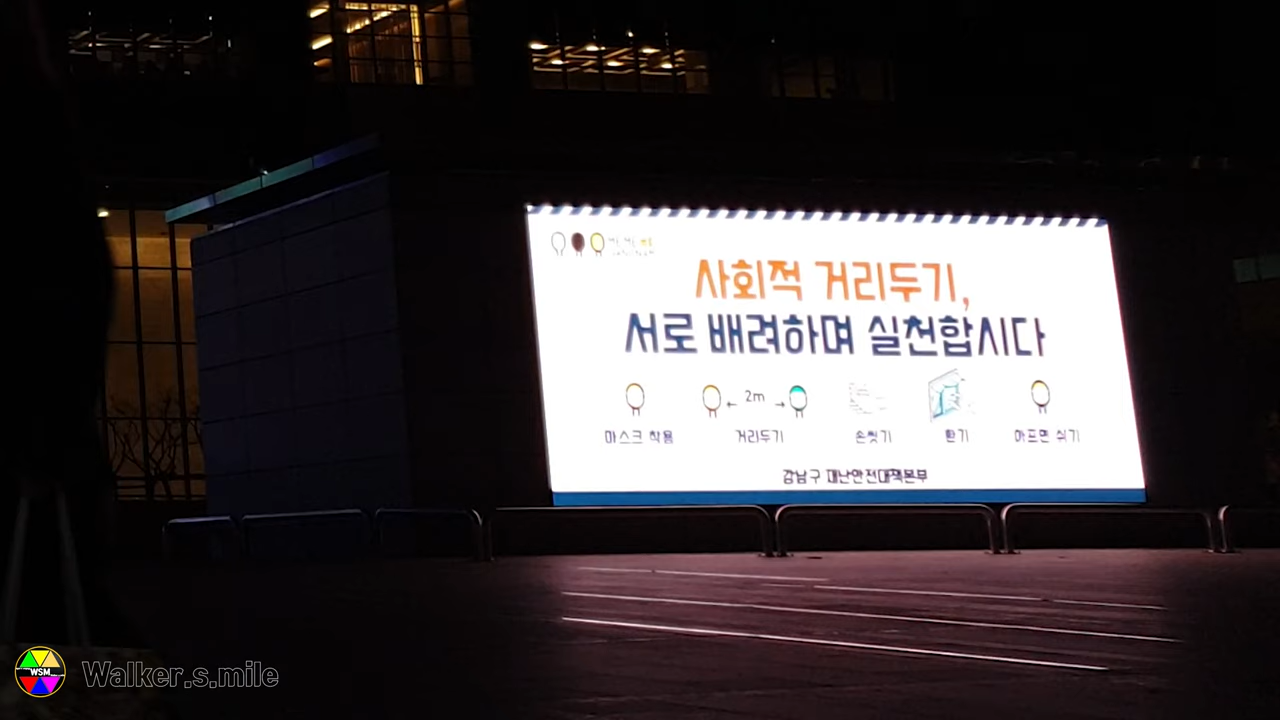 사회적 거리두기,
서로 배려하며 실천합시다
2m
마스크 착용 거리두기 손씻기 환기 아프면 쉬기
강남구 재난안전대책본부
WSM Walker.s.mile